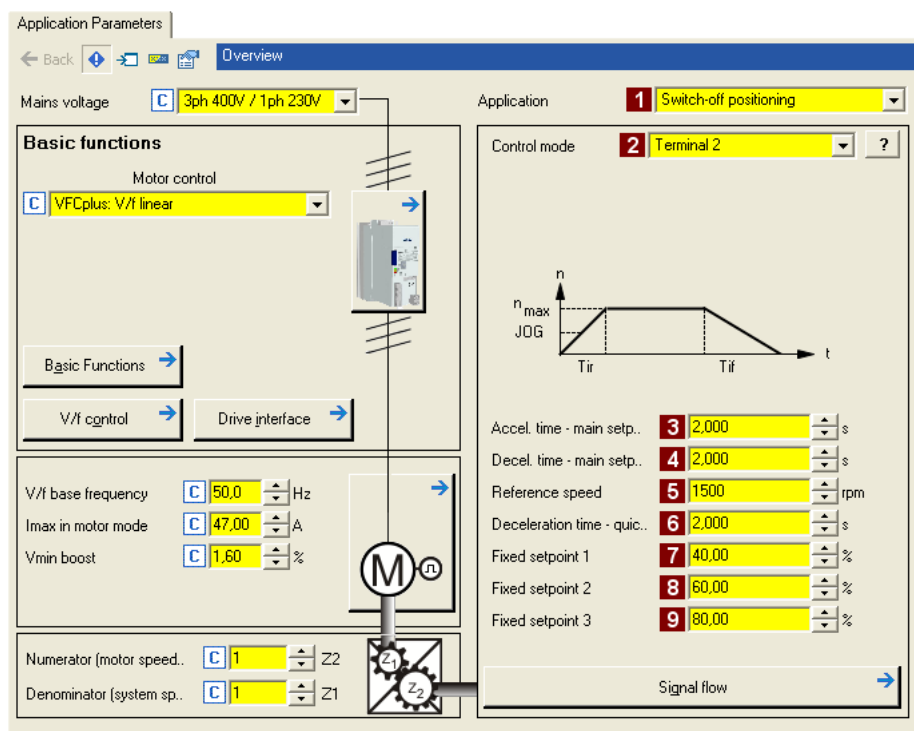 Application Parameters
Back
Overview
Mains voltage C 3ph 400V / 1ph 230V
Application 1 Switch-off positioning
Basic functions
Control mode 2 Terminal 2 ?
Motor control
C VFCplus: V/f linear
n
n max
JOG
t
Tir Tif
Basic Functions
V/f control Drive interface
Accel. time - main setp.. 3 2,000 s
Decel. time - main setp.. 4 2,000 s
Reference speed 5 1500 rpm
Deceleration time - quic.. 6 2,000 s
Fixed setpoint 1 7 40,00 %
Fixed setpoint 2 8 60,00 %
Fixed setpoint 3 9 80,00 %
V/f base frequency C 50,0 Hz
Imax in motor mode C 47,00 A
Vmin boost C 1,60 %
M
Numerator (motor speed.. C 1 Z2
Denominator (system sp.. C 1 Z1
Z1
Z2
Signal flow